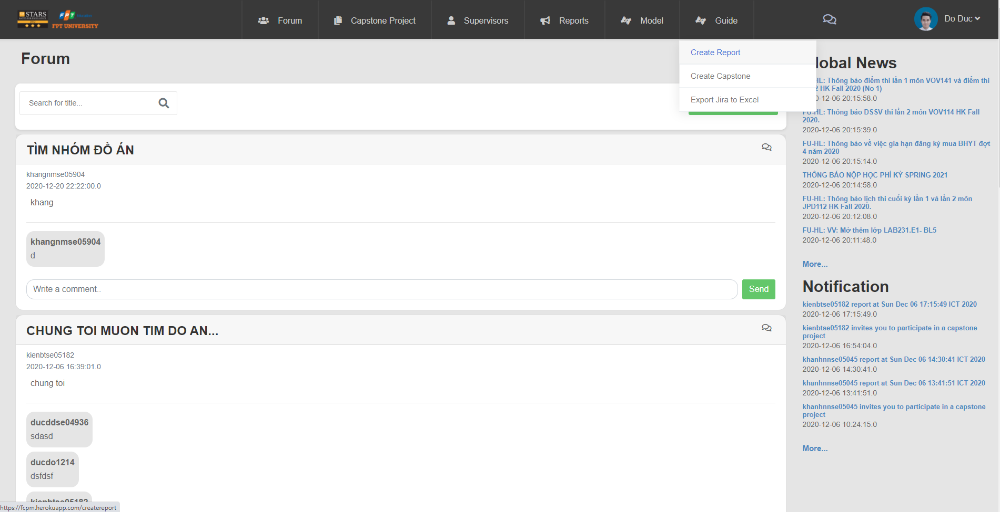 STARS
FPT Education
FPT UNIVERSITY
Forum
Capstone Project
Supervisors
Reports
Model
Guide
Do Duc
Create Report
Create Capstone
Export Jira to Excel
Forum
Search for title...
TÌM NHÓM ĐỒ ÁN
khangnmse05904
2020-12-20 22:22:00.0
khang
khangnmse05904
d
Write a comment..
Send
CHUNG TOI MUON TIM DO AN...
kienbtse05182
2020-12-06 16:39:01.0
chung toi
ducddse04936
sdasd
ducdo1214
dsfdsf
kienbtse05182
https://fcpm.herokuapp.com/createreport
lobal News
HL: Thông báo điểm thi lần 1 môn VOV141 và điểm thi
2 HK Fall 2020 (No 1)
0-12-06 20:15:58.0
FU-HL: Thông báo DSSV thi lần 2 môn VOV114 HK Fall
2020.
2020-12-06 20:15:39.0
FU-HL: Thông báo về việc gia hạn đăng ký mua BHYT đợt
4 năm 2020
2020-12-06 20:15:14.0
THÔNG BÁO NỘP HỌC PHÍ KỲ SPRING 2021
2020-12-06 20:14:58.0
FU-HL: Thông báo lịch thi cuối kỳ lần 1 và lần 2 môn
JPD112 HK Fall 2020.
2020-12-06 20:12:08.0
FU-HL: VV: Mở thêm lớp LAB231.E1- BL5
2020-12-06 20:11:48.0
More...
Notification
kienbtse05182 report at Sun Dec 06 17:15:49 ICT 2020
2020-12-06 17:15:49.0
kienbtse05182 invites you to participate in a capstone
project
2020-12-06 16:54:04.0
khanhnnse05045 report at Sun Dec 06 14:30:41 ICT 2020
2020-12-06 14:30:41.0
khanhnnse05045 report at Sun Dec 06 13:41:51 ICT 2020
2020-12-06 13:41:51.0
khanhnnse05045 invites you to participate in a capstone
project
2020-12-06 10:24:15.0
More...